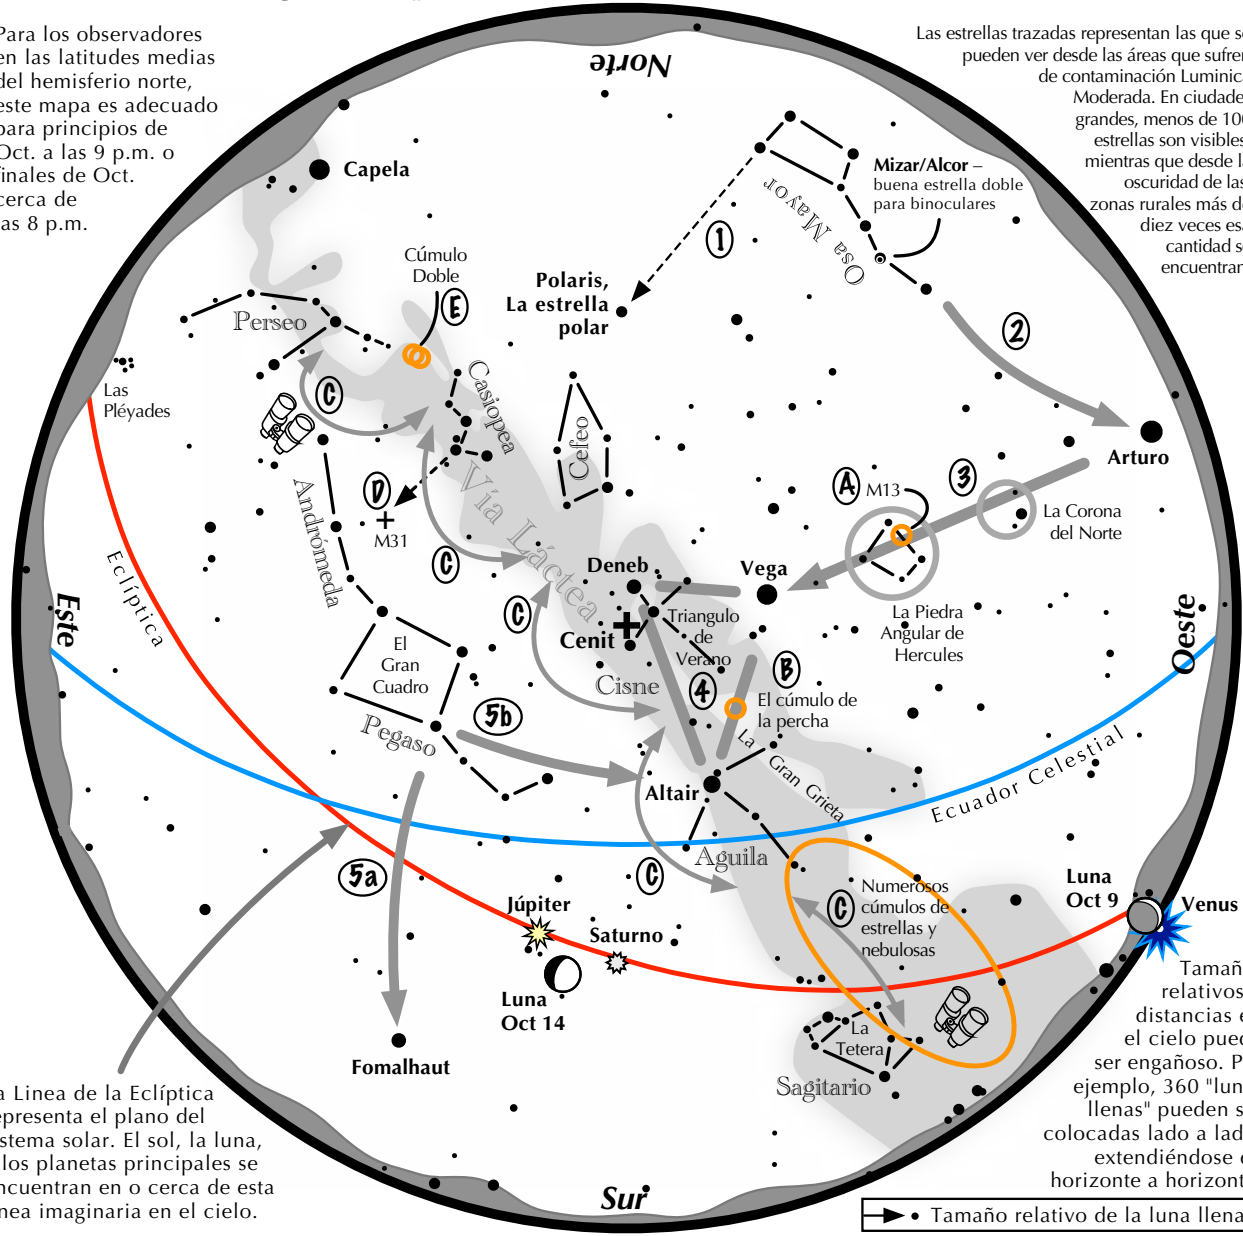 Para los observadores
en las latitudes medias
del hemisferio norte,
este mapa es adecuado
para principios de
Oct. a las 9 p.m. o
finales de Oct.
cerca de
las 8 p.m.
Las estrellas trazadas representan las que se
pueden ver desde las áreas que sufren
de contaminación Luminica
Moderada. En ciudades
grandes, menos de 100
estrellas son visibles,
mientras que desde la
oscuridad de las
zonas rurales más de
diez veces esa
cantidad se
encuentran
Norte
Capela
Mizar/Alcor –
buena estrella doble
para binoculares
Osa Mayor
1
Cúmulo
Doble
E
Polaris,
La estrella
polar
2
Perseo
Las
Pléyades
C
Casiopea
Cefeo
Arturo
3
A
M13
La Corona
del Norte
D
M31
Andrómeda
Vía Láctea
C
Eclíptica
Este
Deneb
Vega
C
Cenit
Triangulo
de
Verano
La Piedra
Angular de
Hercules
Oeste
El
Gran
Cuadro
Cisne
4
B
El cúmulo de
la percha
5b
Pegaso
La Gran Grieta
Ecuador Celestial
Altair
Aguila
5a
C
Júpiter
Saturno
C
Numerosos
cúmulos de
estrellas y
nebulosas
Luna
Oct 9
Venus
Luna
Oct 14
La
Tetera
Sagitario
Fomalhaut
Tamañ
relativos
distancias e
el cielo pued
ser engañoso. P
ejemplo, 360 "lun
llenas" pueden s
colocadas lado a lad
extendiéndose d
horizonte a horizont
a Linea de la Eclíptica
epresenta el plano del
istema solar. El sol, la luna,
los planetas principales se
ncuentran en o cerca de esta
ínea imaginaria en el cielo.
Sur
Tamaño relativo de la luna llena